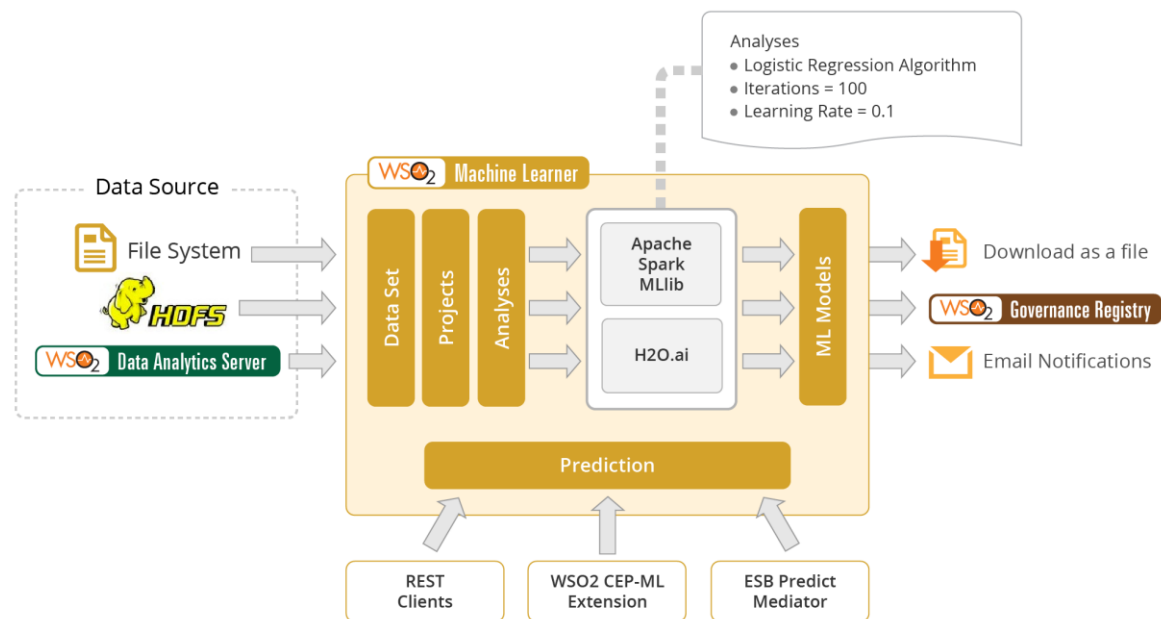 Analyses
• Logistic Regression Algorithm
• Iterations = 100
• Learning Rate = 0.1
WSO2 Machine Learner
Data Source
File System
HDFS
WSO2 Data Analytics Server
Data Set
Projects
Analyses
Apache
Spark
MLlib
H2O.ai
ML Models
Download as a file
WSO2 Governance Registry
Email Notifications
Prediction
REST
Clients
WSO2 CEP-ML
Extension
ESB Predict
Mediator